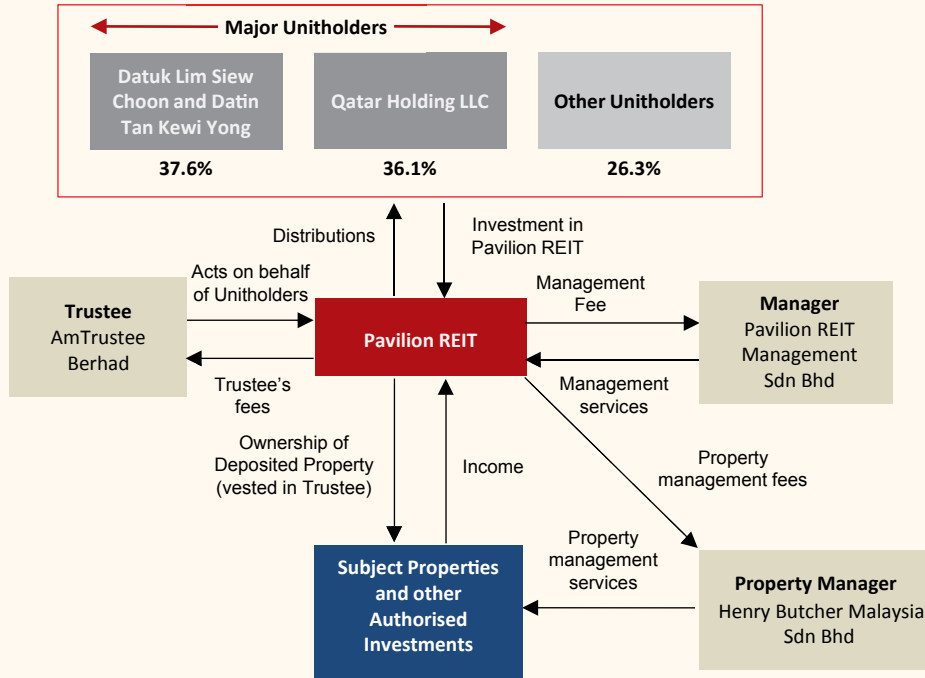 Major Unitholders
Datuk Lim Siew
Choon and Datin
Tan Kewi Yong
Qatar Holding LLC
Other Unitholders
37.6%
36.1%
26.3%
Distributions
Investment in
Pavilion REIT
Acts on behalf
of Unitholders
Management
Fee
Trustee
AmTrustee
Berhad
Pavilion REIT
Manager
Pavilion REIT
Management
Sdn Bhd
Trustee's
fees
Management
services
Ownership of
Deposited Property
(vested in Trustee)
Income
Property
management fees
Property
management
services
Subject Properties
and other
Authorised
Investments
Property Manager
Henry Butcher Malaysia
Sdn Bhd